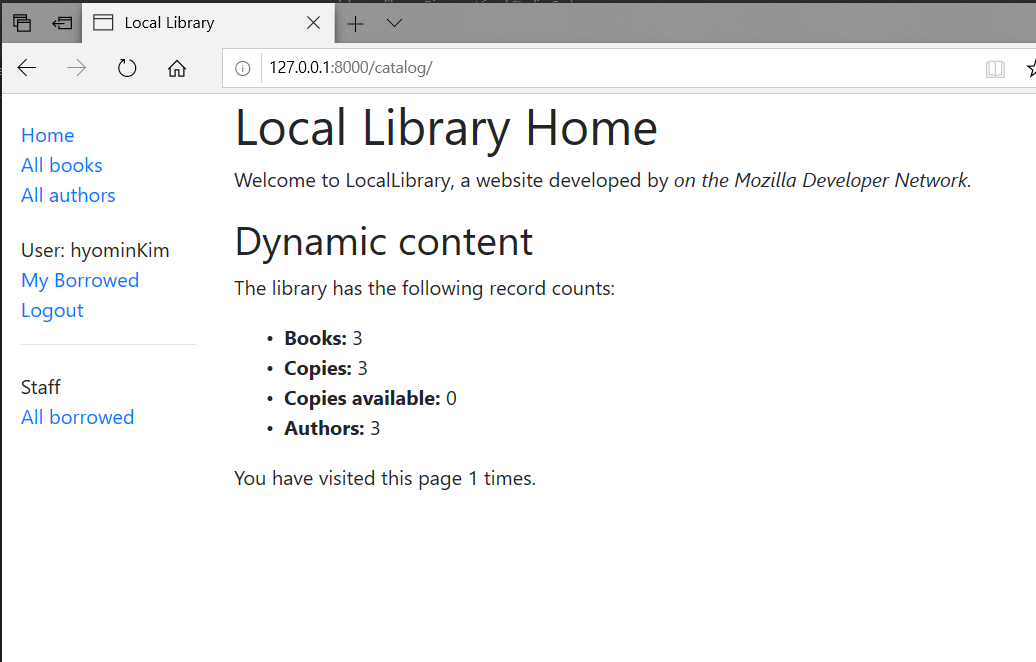 Local Library
127.0.0.1:8000/catalog/
Home
All books
All authors
User: hyominKim
My Borrowed
Logout
Staff
All borrowed
Local Library Home
Welcome to LocalLibrary, a website developed by on the Mozilla Developer Network.
Dynamic content
The library has the following record counts:
• Books: 3
• Copies: 3
• Copies available: 0
• Authors: 3
You have visited this page 1 times.